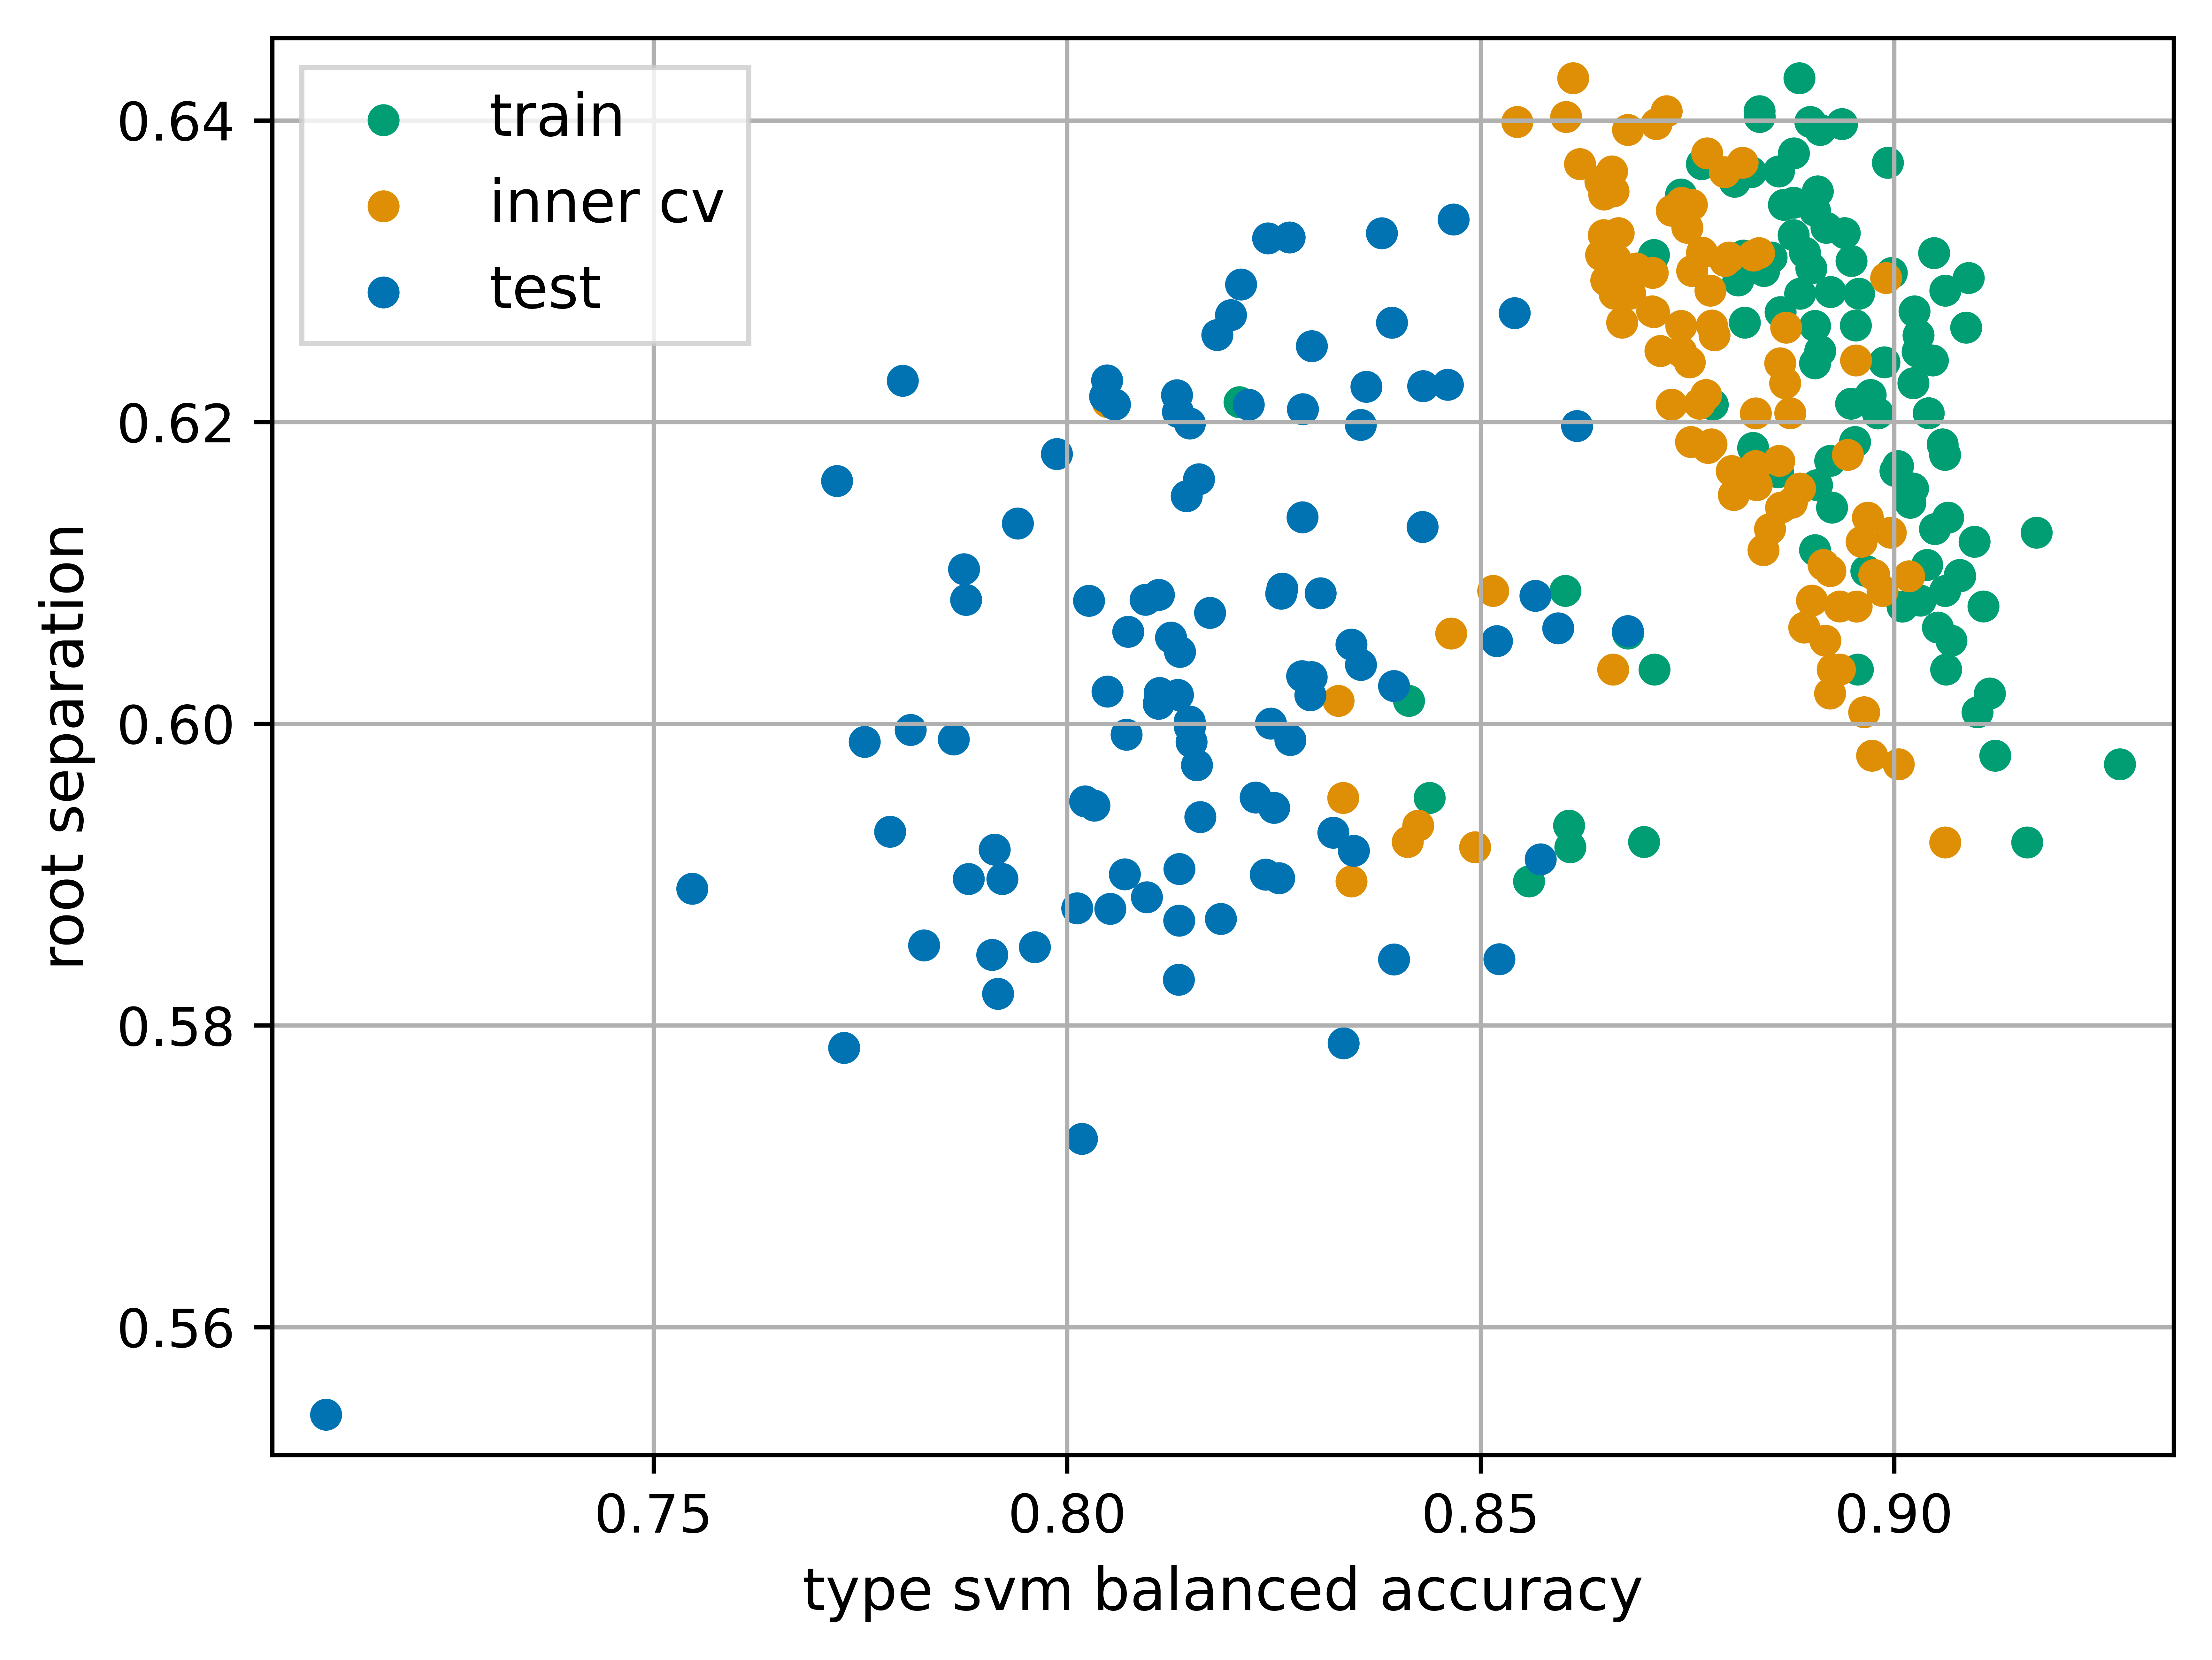 train
inner cv
test
0.64
0.62
0.60
0.58
0.56
root separation
0.75
0.80
0.85
0.90
type svm balanced accuracy